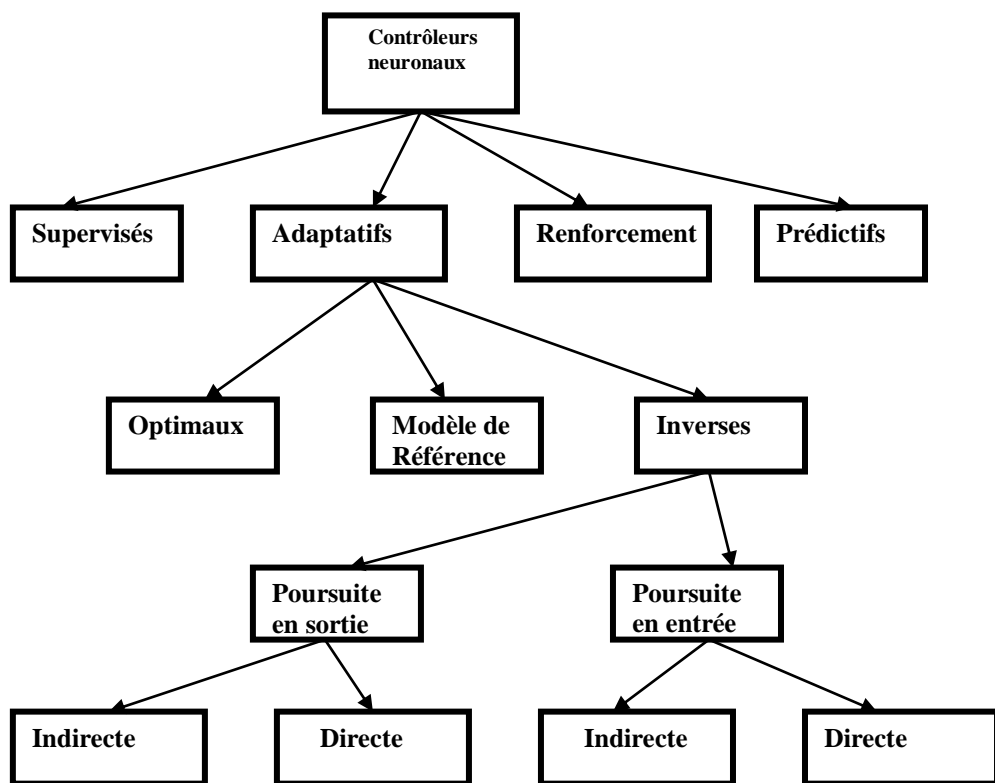 Contrôleurs
neuronaux
Supervisés
Adaptatifs
Renforcement
Prédictifs
Optimaux
Modèle de
Référence
Inverses
Poursuite
en sortie
Poursuite
en entrée
Indirecte
Directe
Indirecte
Directe